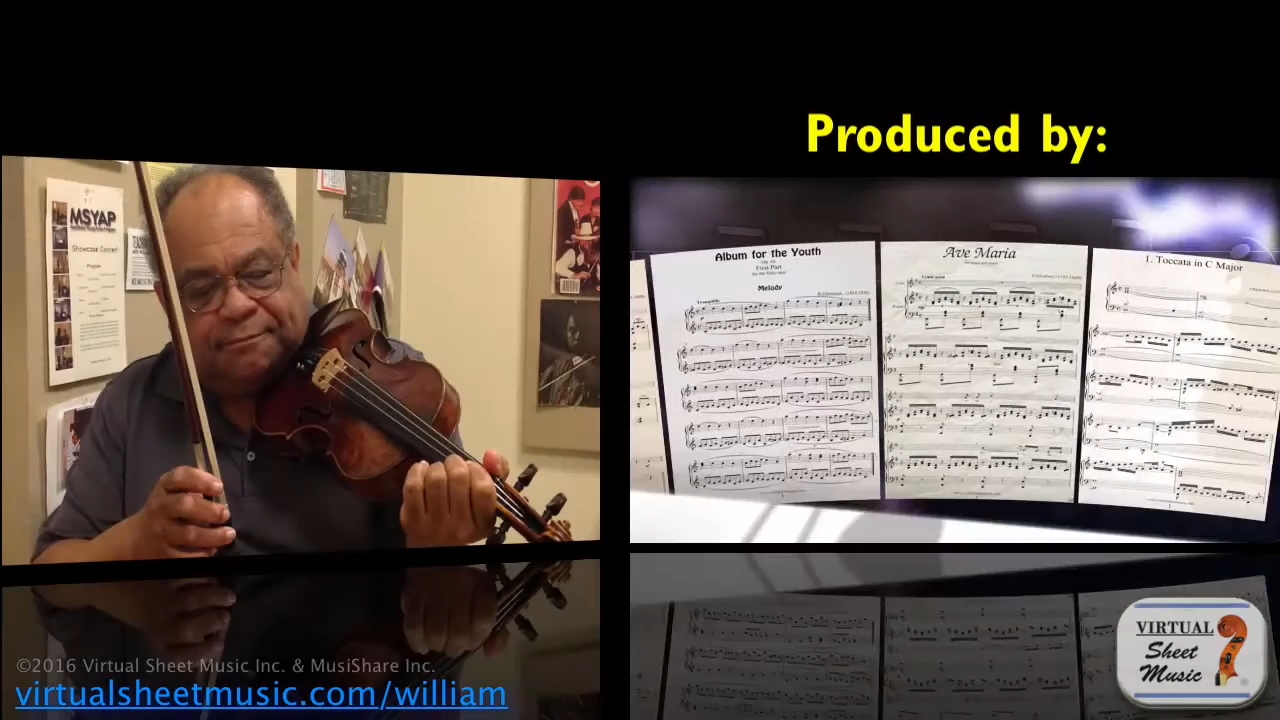 Produced by:
MSYAP
Showcase Concert
Program
Album for the Youth
First Part
Melody
Ave Maria
1. Toccata in C Major
VIRTUAL
Sheet
Music
©2016 Virtual Sheet Music Inc. & MusiShare Inc.
virtualsheetmusic.com/william